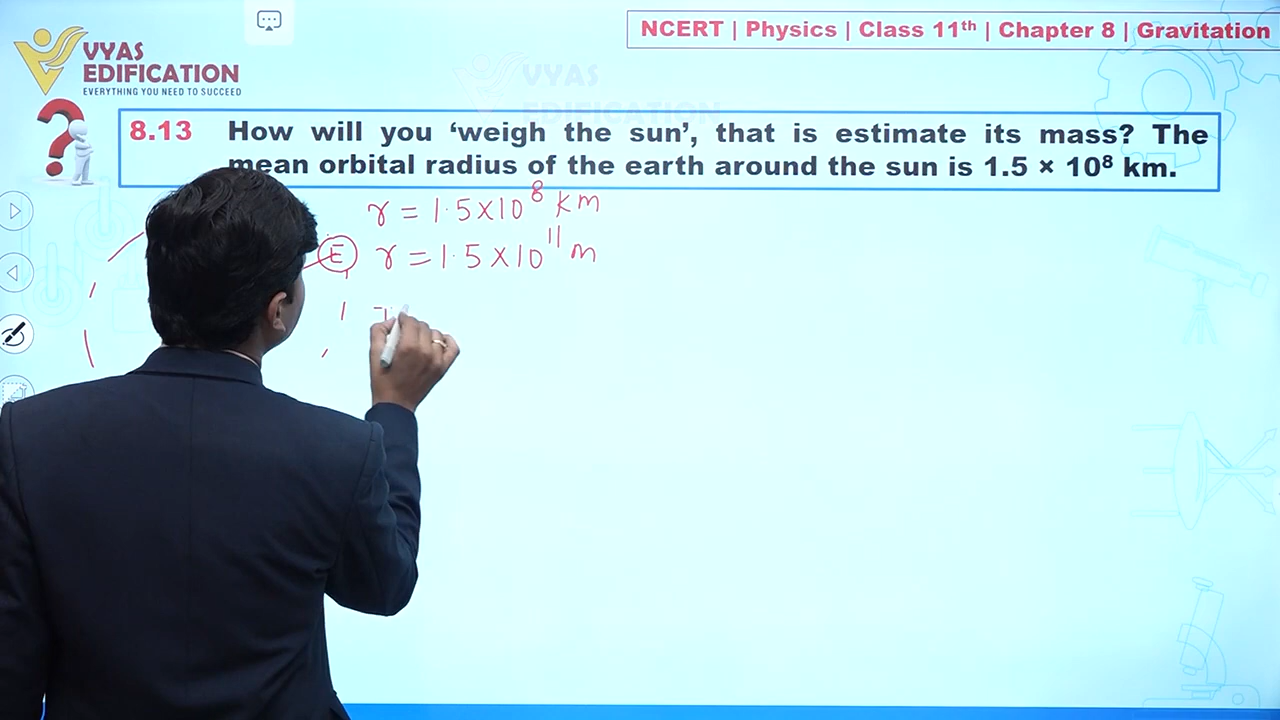 NCERT | Physics | Class 11th | Chapter 8 | Gravitation
VYAS
EDIFICATION
EVERYTHING YOU NEED TO SUCCEED
VYAS
EDIFICATION
8.13 How will you ‘weigh the sun’, that is estimate its mass? The
mean orbital radius of the earth around the sun is 1.5 × 10⁸ km.
r = 1.5×10⁸ km
E r = 1.5×10¹¹ m